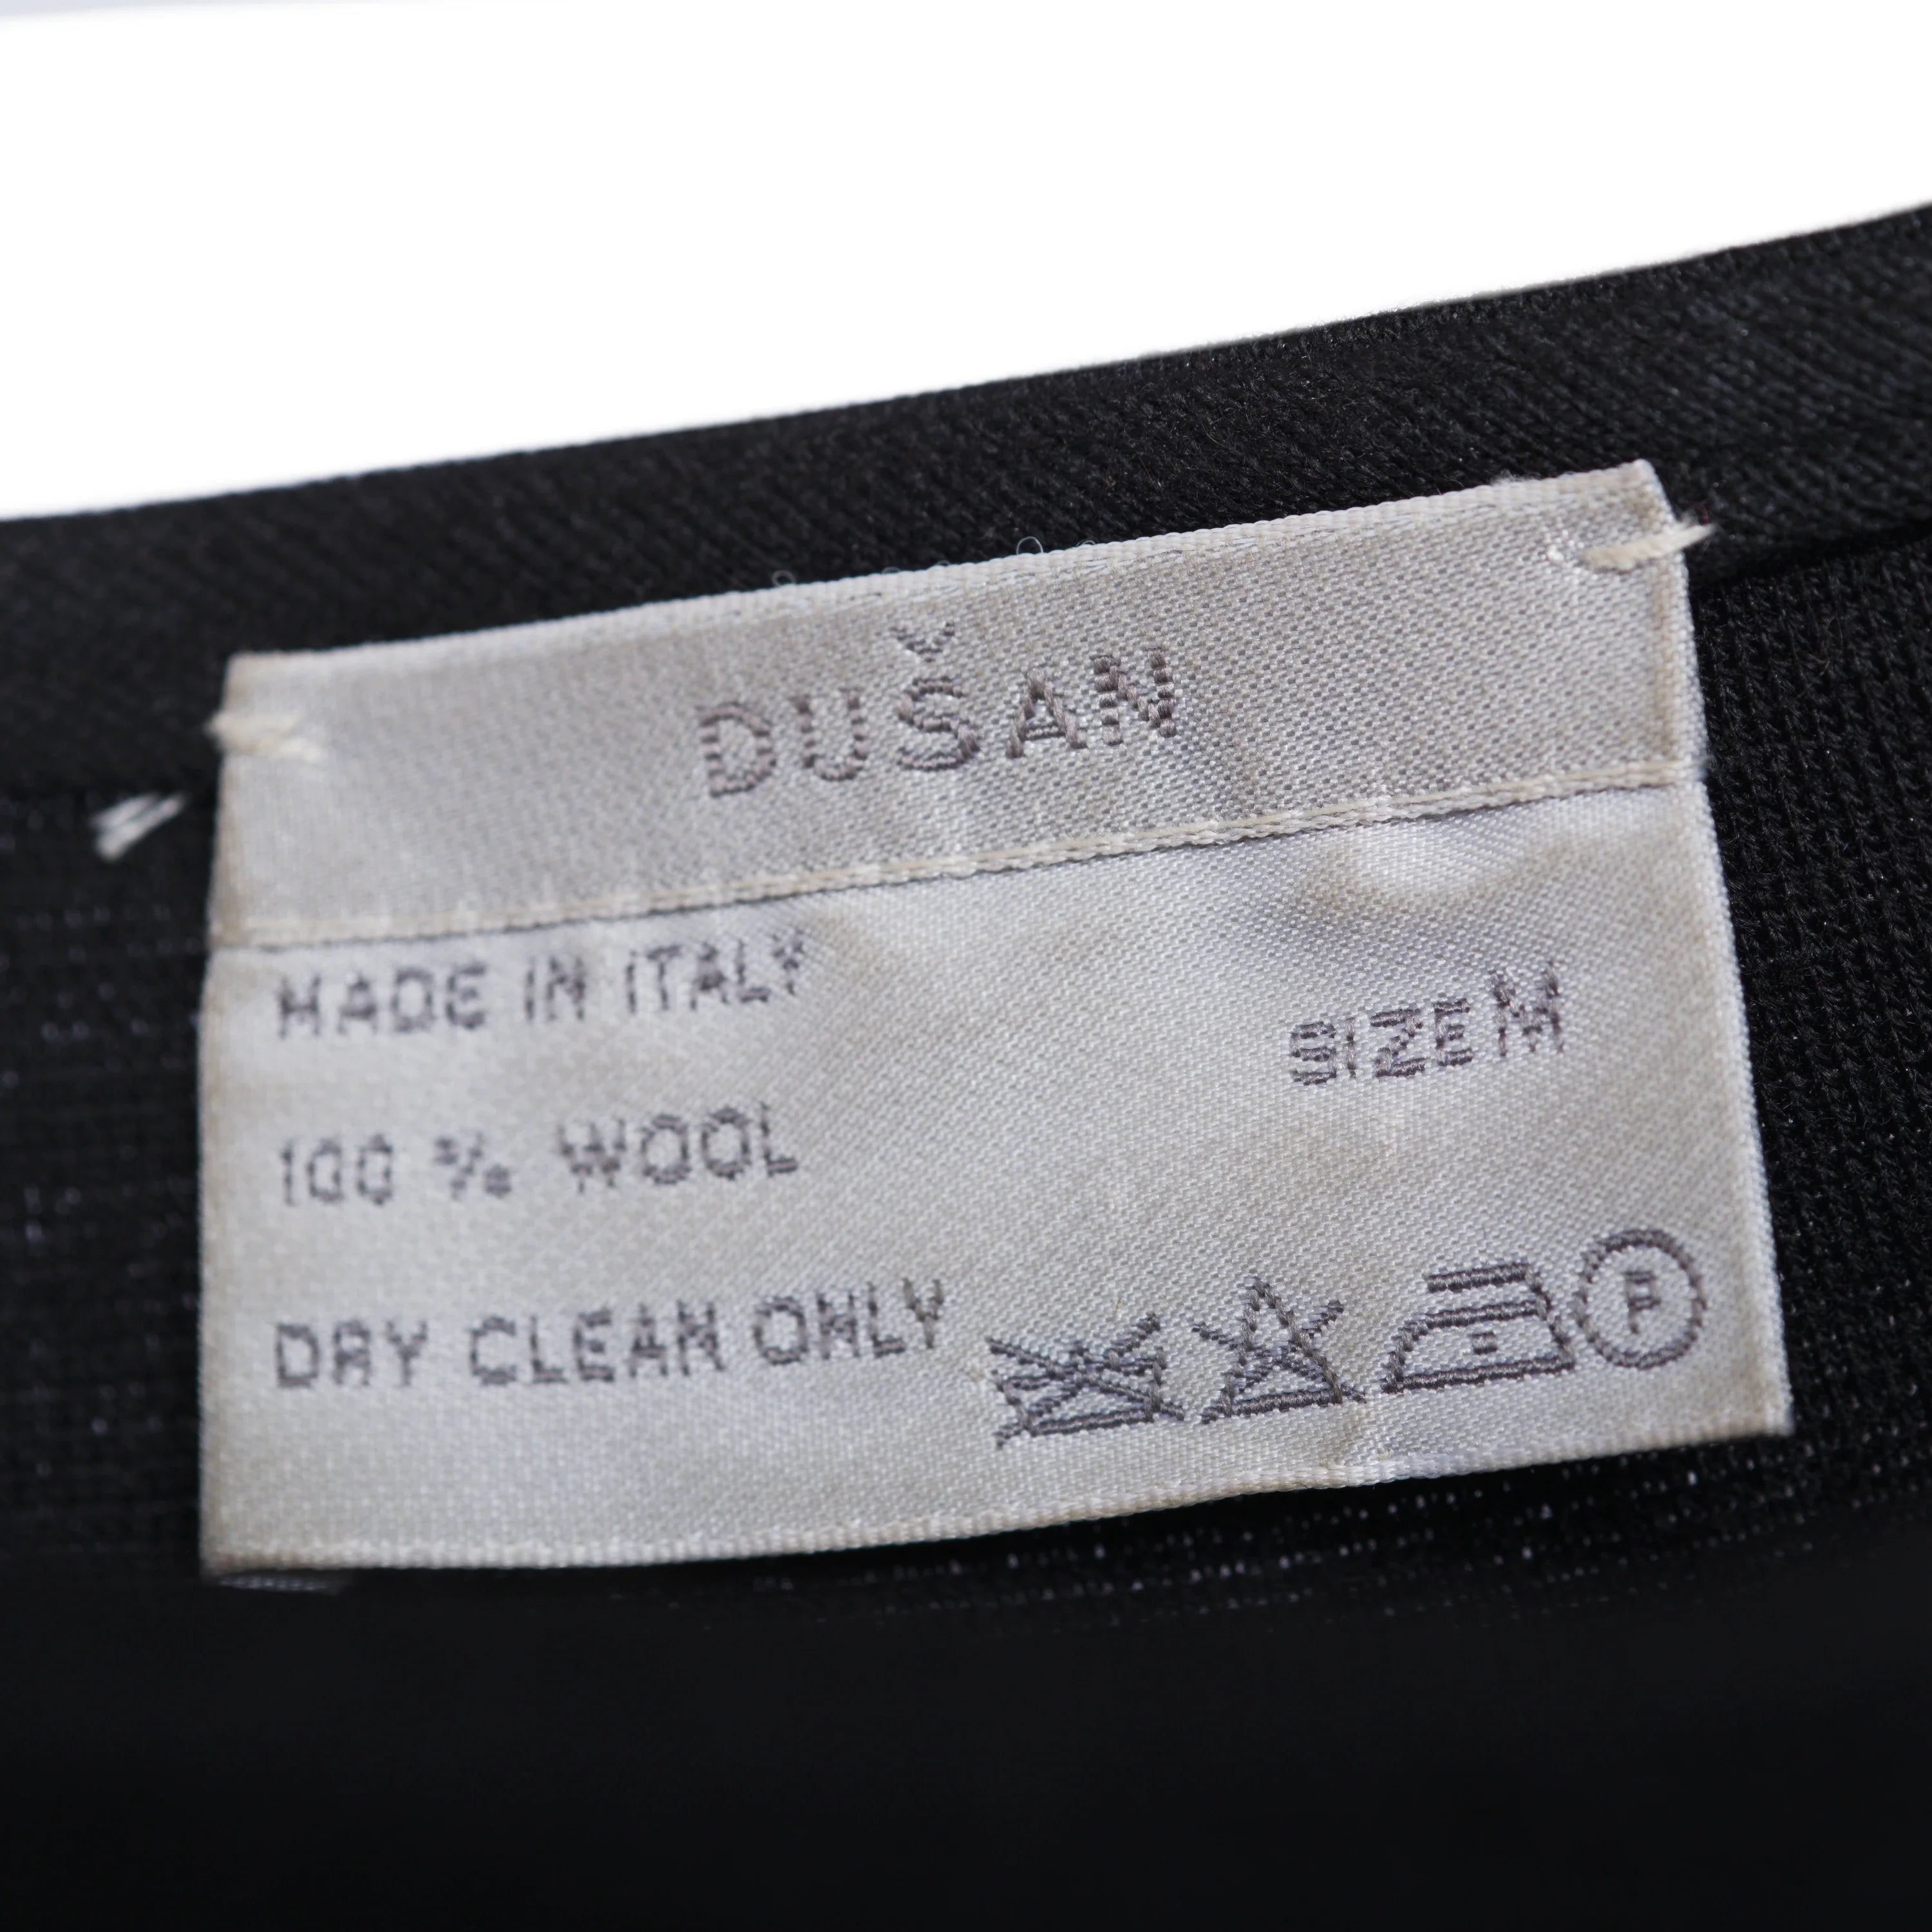 DUŠAN
MADE IN ITALY
SIZE M
100 % WOOL
DRY CLEAN ONLY
P